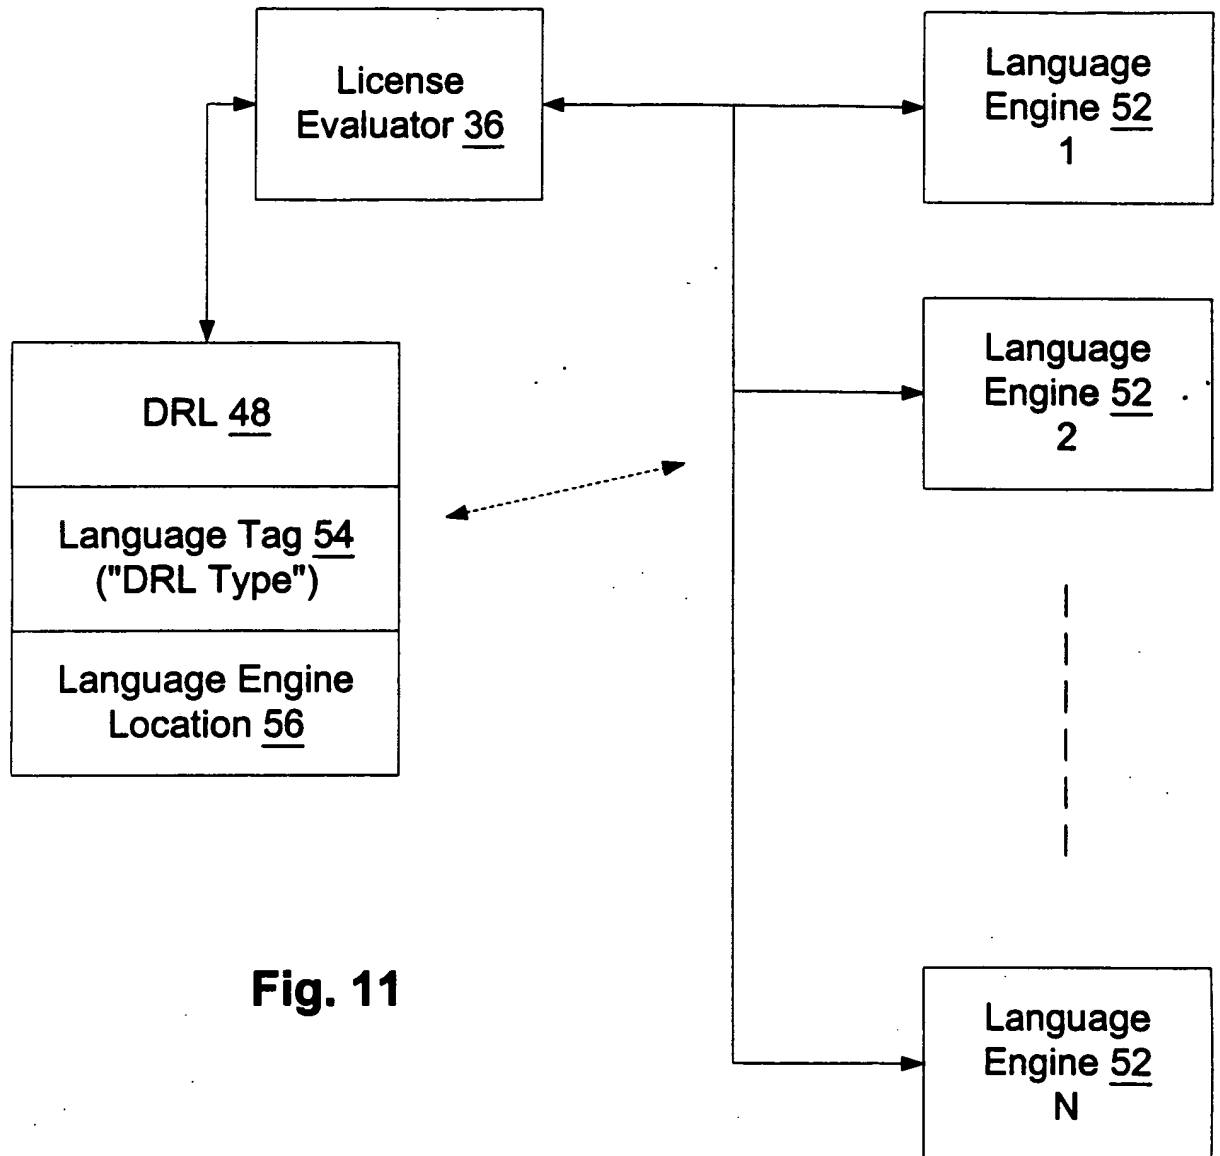 License
Evaluator 36
Language
Engine 52
1
Language
Engine 52
2
DRL 48
Language Tag 54
("DRL Type")
Language Engine
Location 56
Language
Engine 52
N
Fig. 11